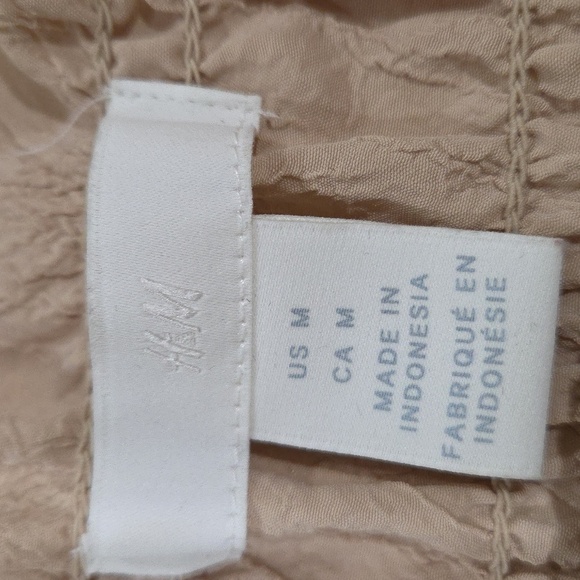 H&M
US M
CA M
MADE IN
INDONESIA
FABRIQUÉ EN
INDONÉSIE